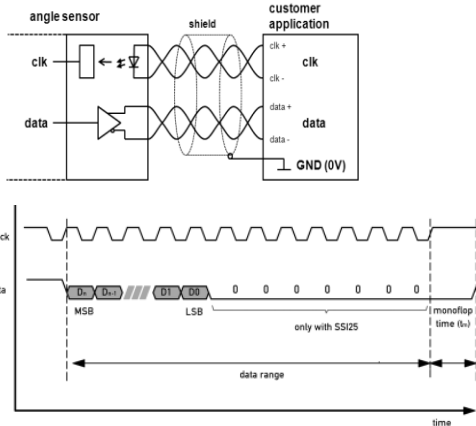 angle sensor
customer
application
shield
clk
clk +
clk -
clk
data
data +
data -
data
GND (0V)
ck
ta
Dₙ
Dₙ₋₁
D1
D0
0
0
0
0
0
0
MSB
LSB
only with SSI25
monoflop
time (tₘ)
data range
time